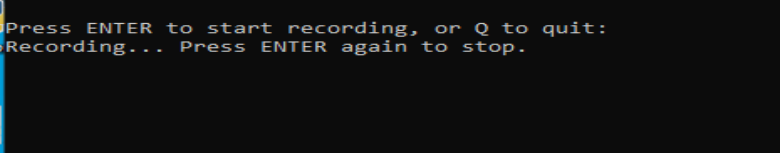 Press ENTER to start recording, or Q to quit:
Recording... Press ENTER again to stop.